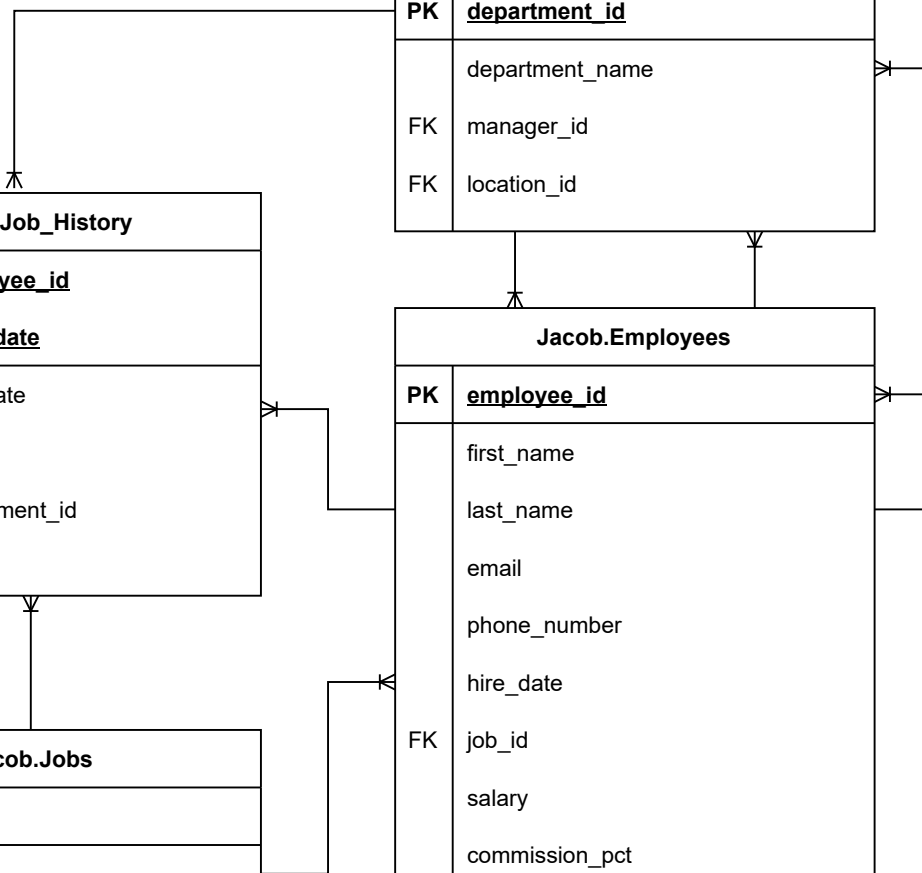 PK department_id
department_name
FK manager_id
FK location_id
Job_History
yee_id
date
ate
ment_id
Jacob.Employees
PK employee_id
first_name
last_name
email
phone_number
hire_date
FK job_id
salary
commission_pct
cob.Jobs